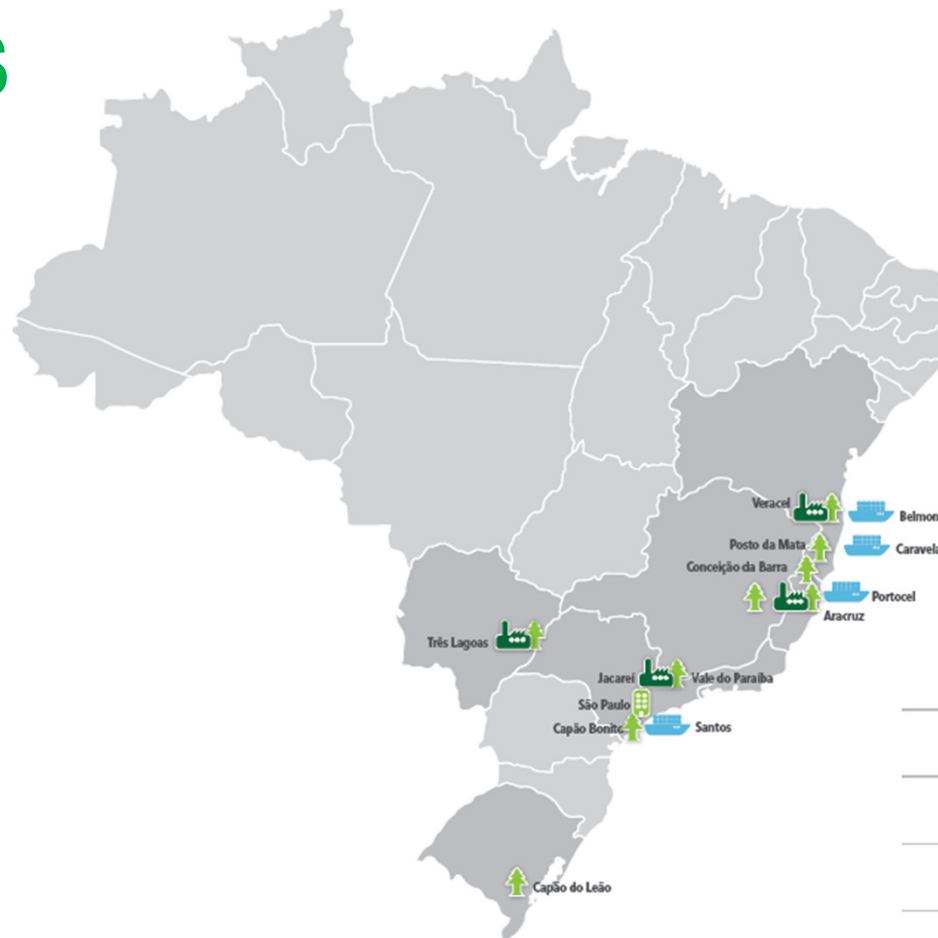 s
Veracel
Belmon
Posto da Mata
Caravela
Conceição da Barra
Portocel
Aracruz
Três Lagoas
Jacareí
Vale do Paraíba
São Paulo
Capão Bonito
Santos
Capão do Leão